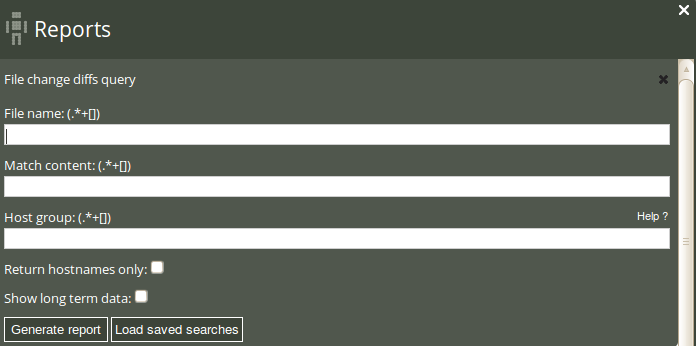 Reports
File change diffs query
File name: (.*+[])
Match content: (.*+[])
Host group: (.*+[])
Help ?
Return hostnames only:
Show long term data:
Generate report
Load saved searches